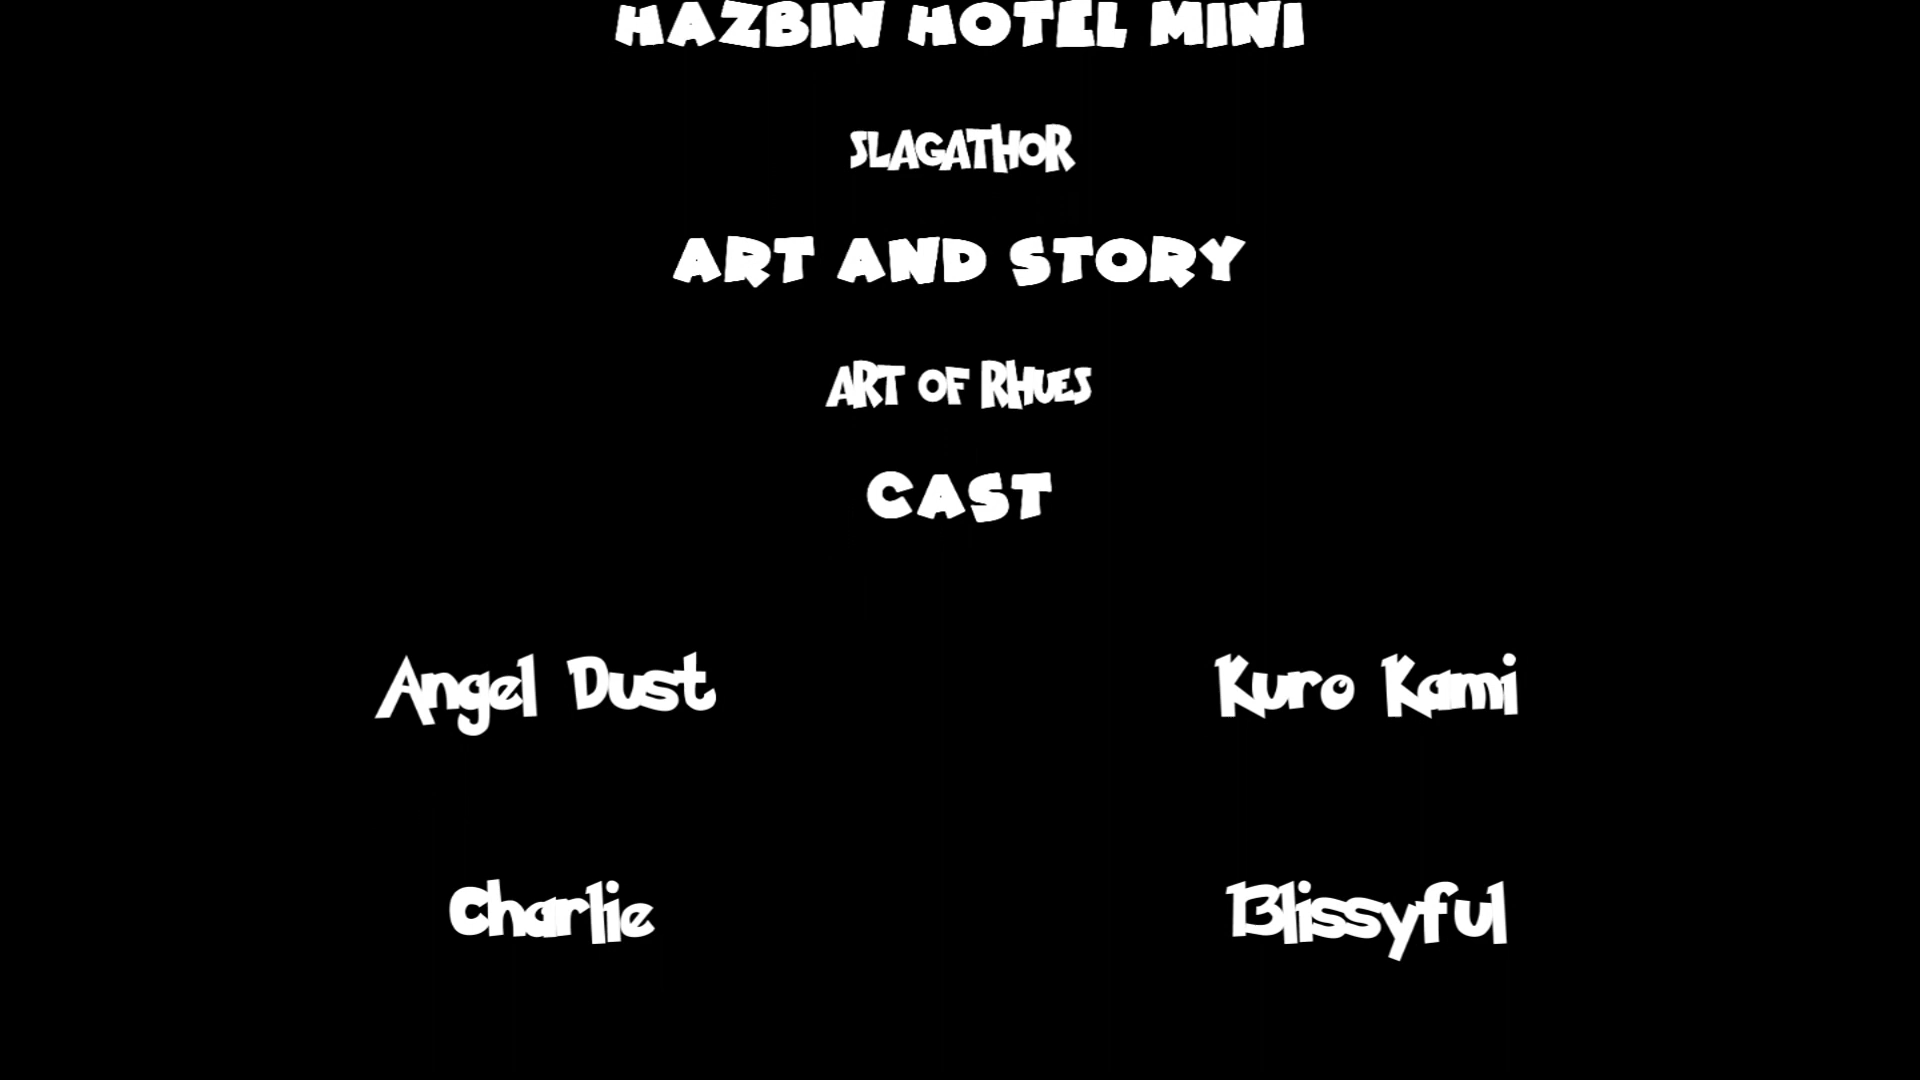 HAZBIN HOTEL MINI
SLAGATHOR
ART AND STORY
ART OF RHUES
CAST
Angel Dust Kuro Kami
Charlie Blissyful